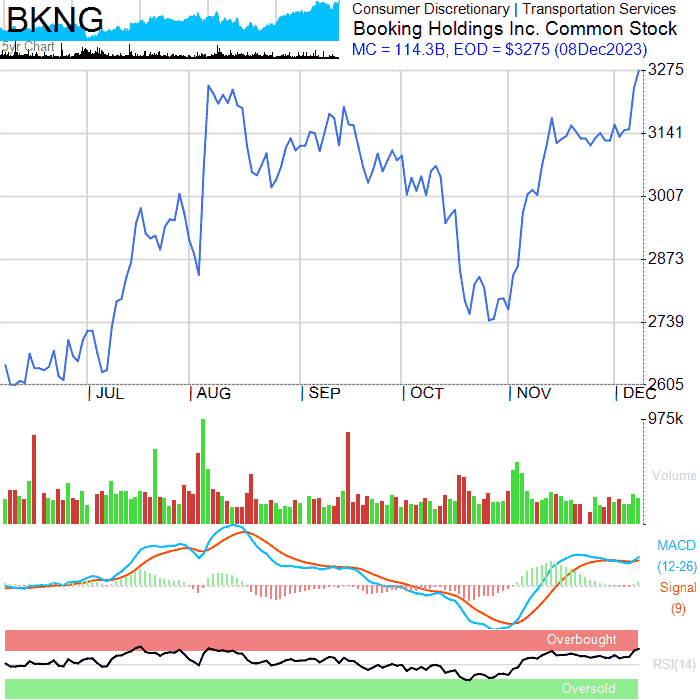 BKNG
5yr Chart
Consumer Discretionary | Transportation Services
Booking Holdings Inc. Common Stock
MC = 114.3B, EOD = $3275 (08Dec2023)
3275
3141
3007
2873
2739
2605
JUL
AUG
SEP
OCT
NOV
DEC
975k
Volume
MACD
(12-26)
Signal
(9)
Overbought
RSI(14)
Oversold